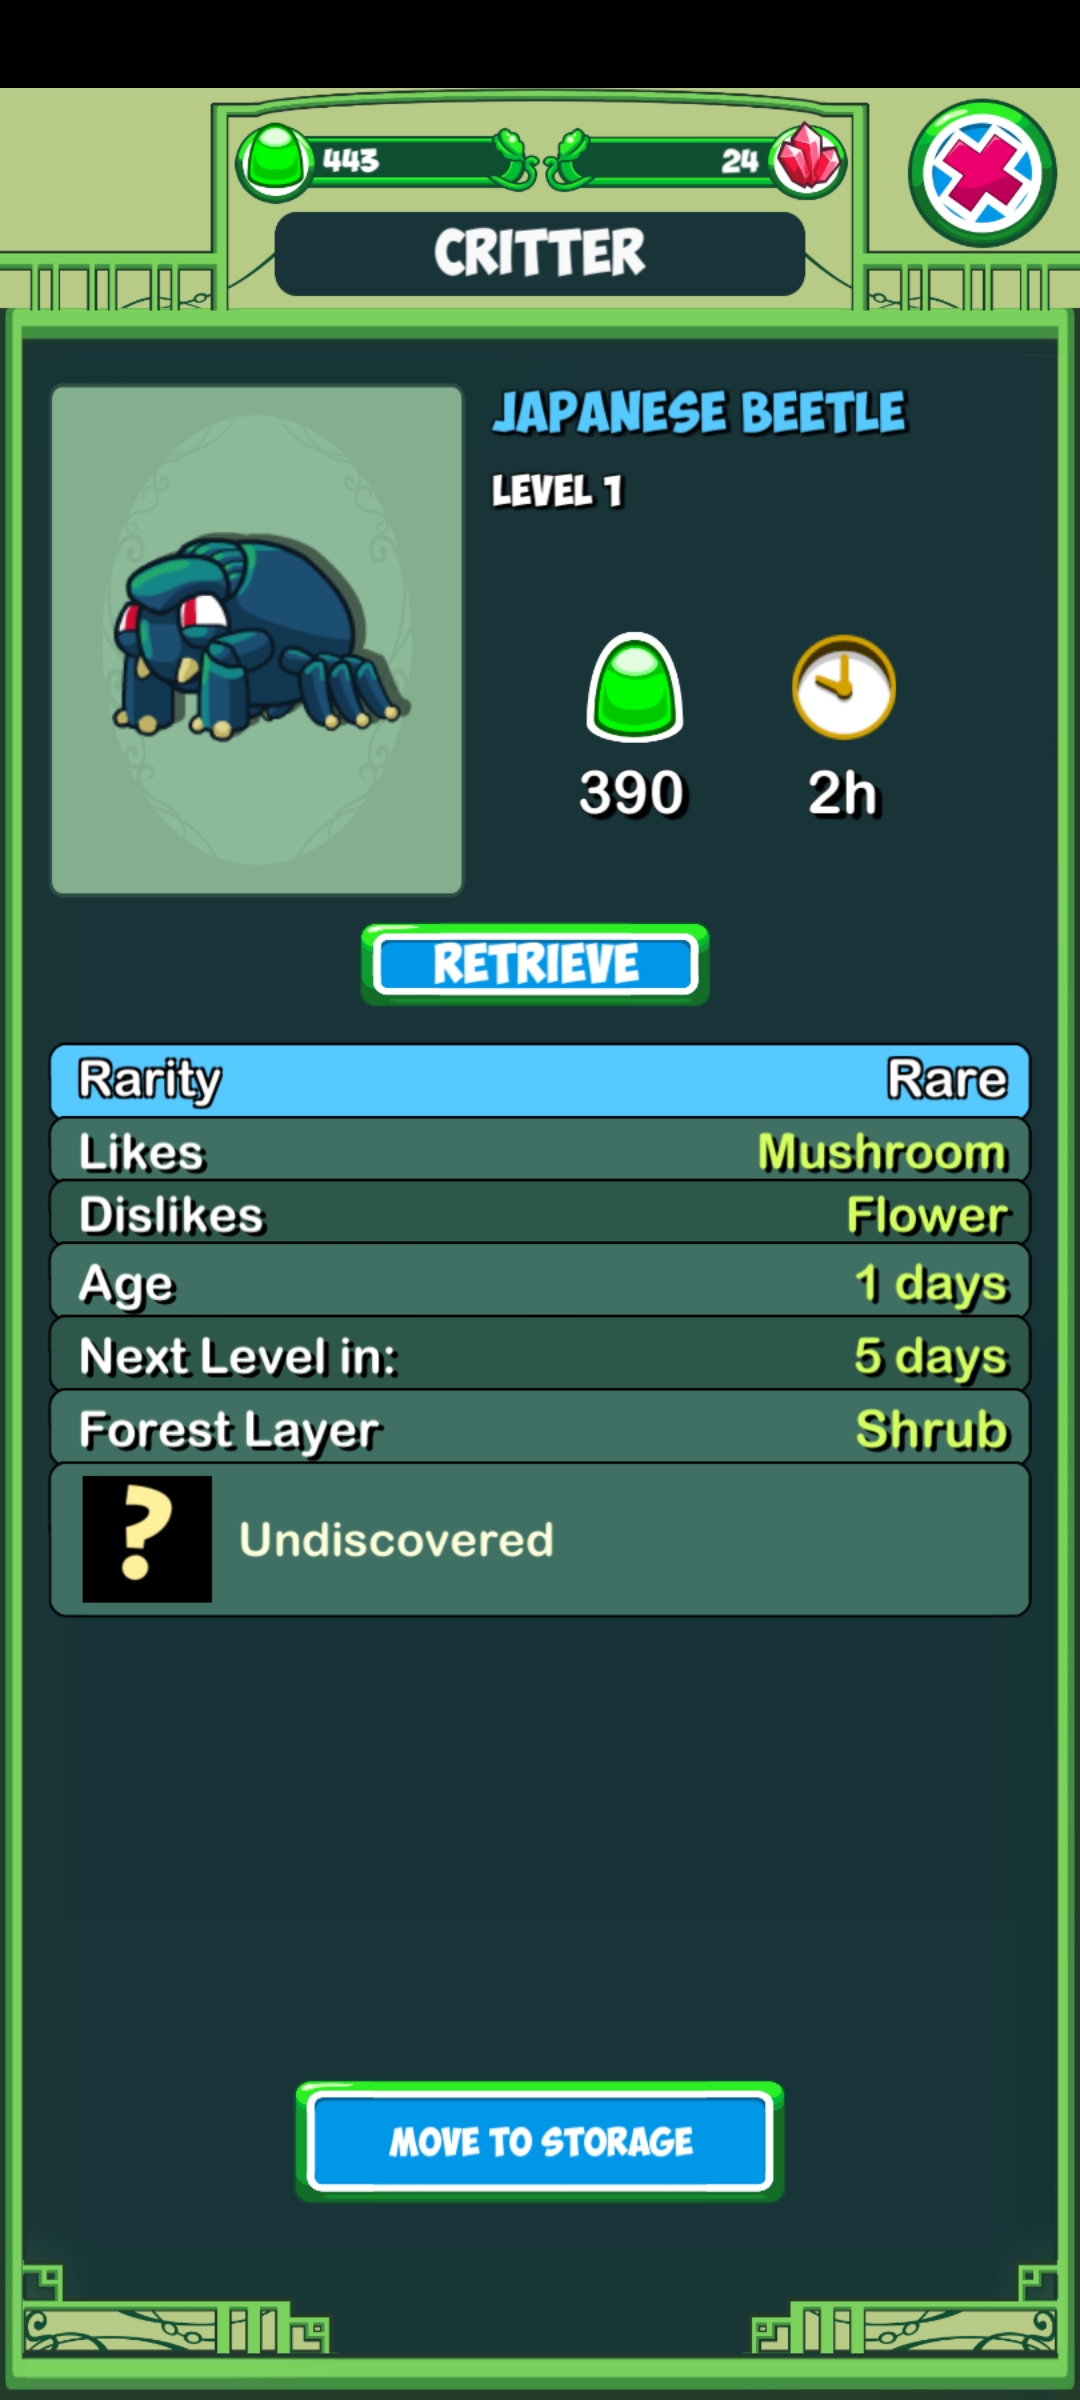 443
24
CRITTER
JAPANESE BEETLE
LEVEL 1
390
2h
RETRIEVE
Rarity Rare
Likes Mushroom
Dislikes Flower
Age 1 days
Next Level in: 5 days
Forest Layer Shrub
? Undiscovered
MOVE TO STORAGE